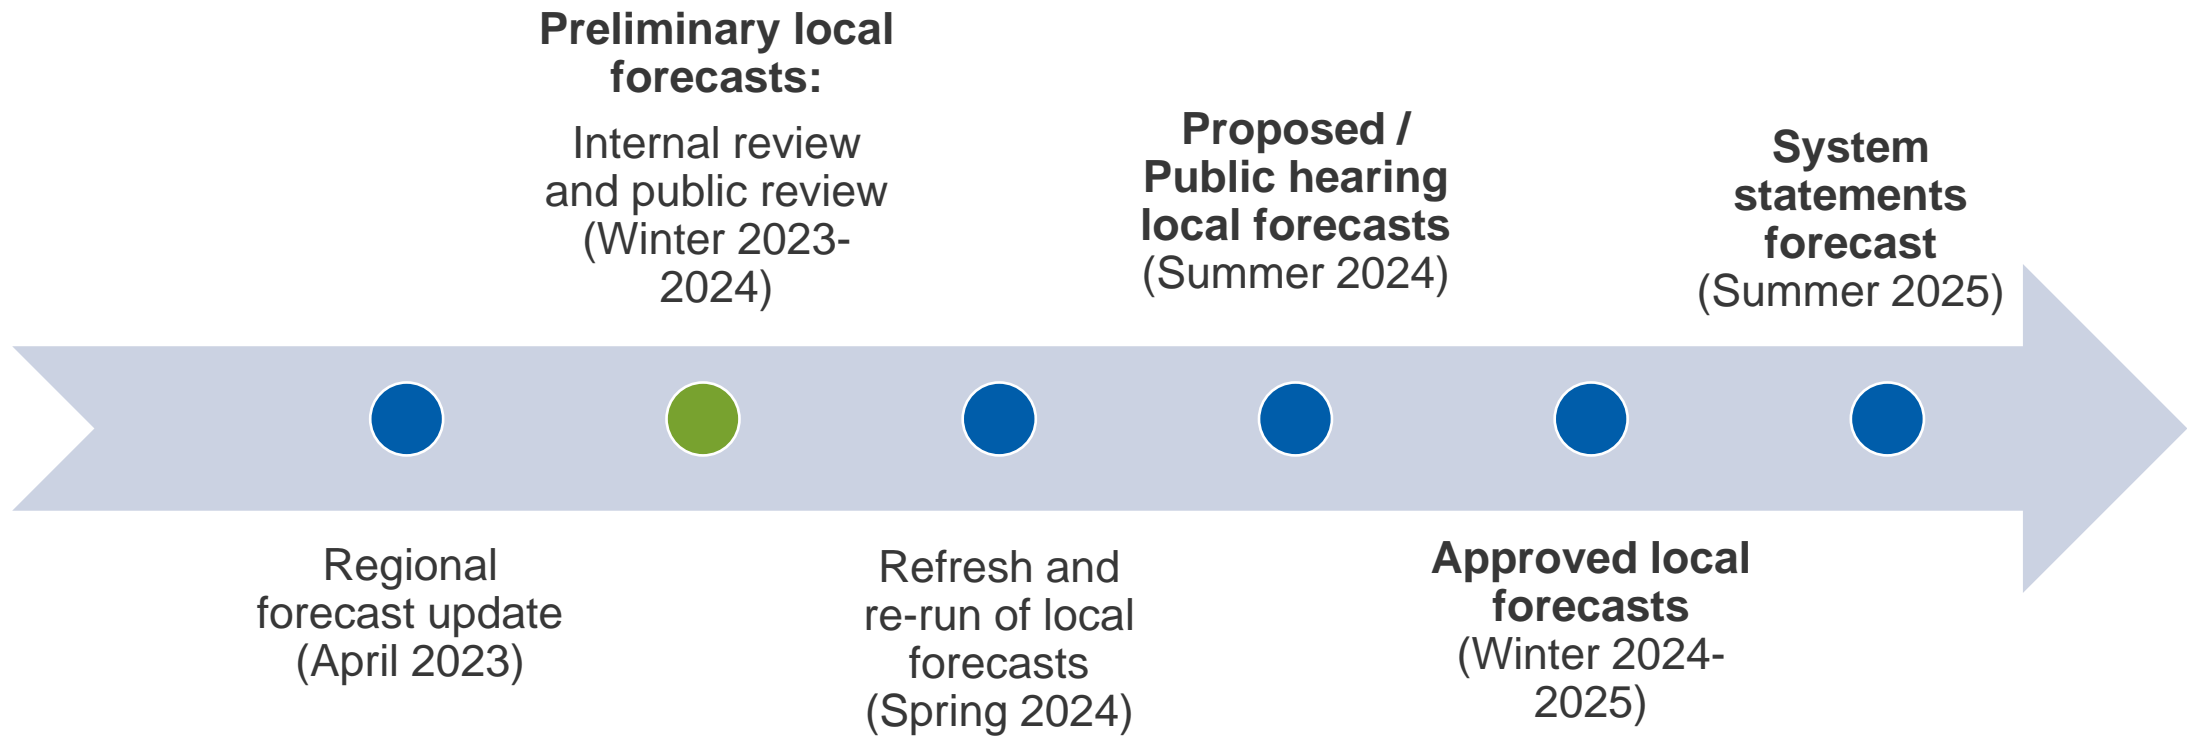 Preliminary local
forecasts:
Internal review
and public review
(Winter 2023-
2024)
Proposed /
Public hearing
local forecasts
(Summer 2024)
System
statements
forecast
(Summer 2025)
Regional
forecast update
(April 2023)
Refresh and
re-run of local
forecasts
(Spring 2024)
Approved local
forecasts
(Winter 2024-
2025)